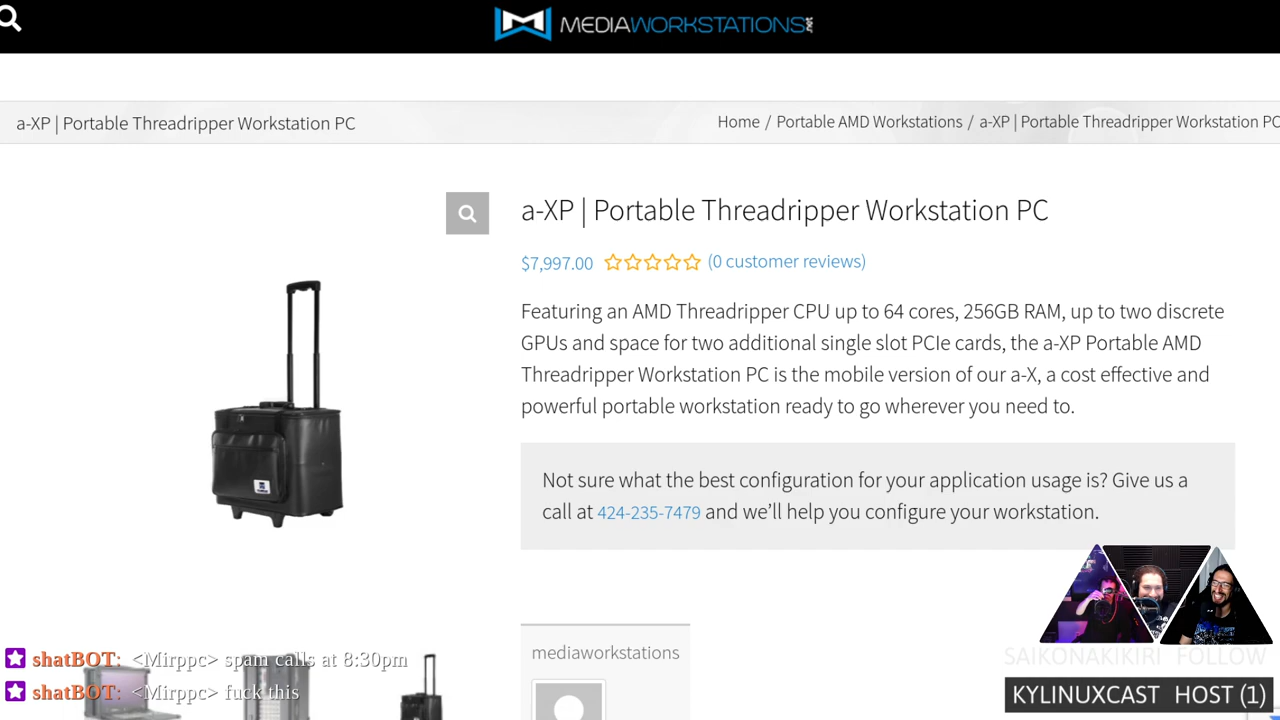 MEDIAWORKSTATIONS.net
a-XP | Portable Threadripper Workstation PC
Home / Portable AMD Workstations / a-XP | Portable Threadripper Workstation PC
a-XP | Portable Threadripper Workstation PC
$7,997.00 (0 customer reviews)
Featuring an AMD Threadripper CPU up to 64 cores, 256GB RAM, up to two discrete
GPUs and space for two additional single slot PCIe cards, the a-XP Portable AMD
Threadripper Workstation PC is the mobile version of our a-X, a cost effective and
powerful portable workstation ready to go wherever you need to.
Not sure what the best configuration for your application usage is? Give us a
call at 424-235-7479 and we’ll help you configure your workstation.
mediaworkstations
shatBOT: <Mirppc> spam calls at 8:30pm
shatBOT: <Mirppc> fuck this
SAIKONAKIKIRI FOLLOW
KYLINUXCAST HOST (1)